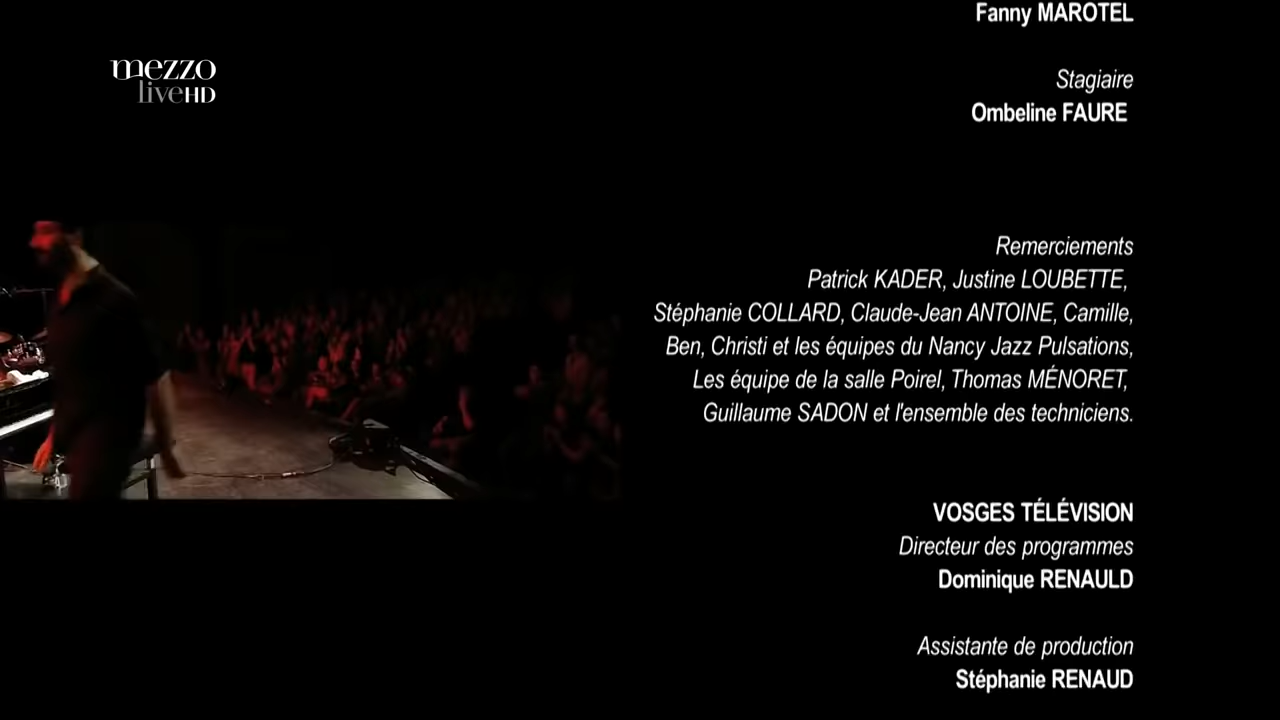 Fanny MAROTEL
mezzo
liveHD
Stagiaire
Ombeline FAURE
Remerciements
Patrick KADER, Justine LOUBETTE,
Stéphanie COLLARD, Claude-Jean ANTOINE, Camille,
Ben, Christi et les équipes du Nancy Jazz Pulsations,
Les équipe de la salle Poirel, Thomas MÉNORET,
Guillaume SADON et l'ensemble des techniciens.
VOSGES TÉLÉVISION
Directeur des programmes
Dominique RENAULD
Assistante de production
Stéphanie RENAUD